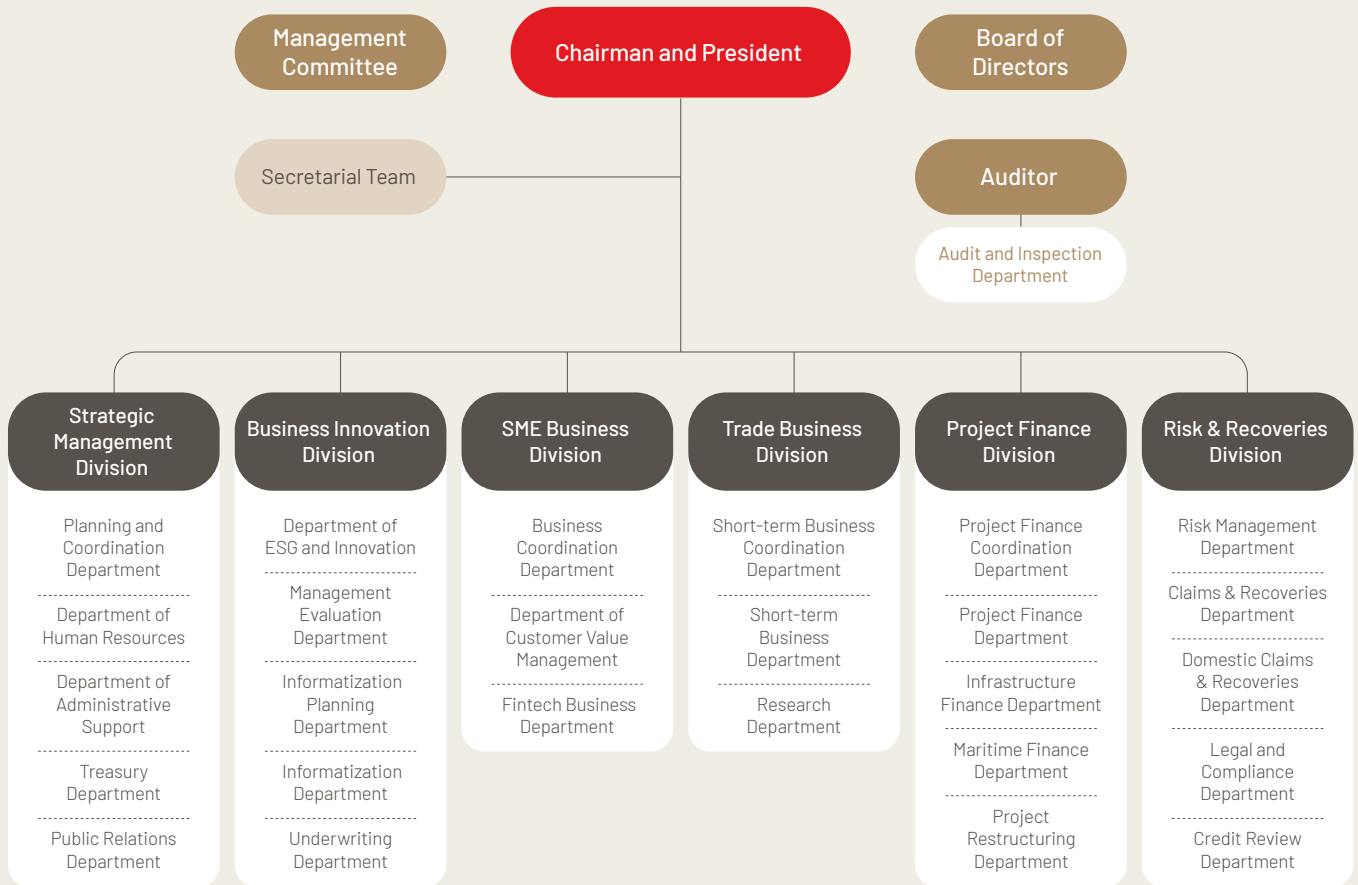 Management
Committee
Chairman and President
Board of
Directors
Secretarial Team
Auditor
Audit and Inspection
Department
Strategic
Management
Division
Planning and
Coordination
Department
Department of
Human Resources
Department of
Administrative
Support
Treasury
Department
Public Relations
Department
Business Innovation
Division
Department of
ESG and Innovation
Management
Evaluation
Department
Informatization
Planning
Department
Informatization
Department
Underwriting
Department
SME Business
Division
Business
Coordination
Department
Department of
Customer Value
Management
Fintech Business
Department
Trade Business
Division
Short-term Business
Coordination
Department
Short-term
Business
Department
Research
Department
Project Finance
Division
Project Finance
Coordination
Department
Project Finance
Department
Infrastructure
Finance Department
Maritime Finance
Department
Project
Restructuring
Department
Risk & Recoveries
Division
Risk Management
Department
Claims & Recoveries
Department
Domestic Claims
& Recoveries
Department
Legal and
Compliance
Department
Credit Review
Department